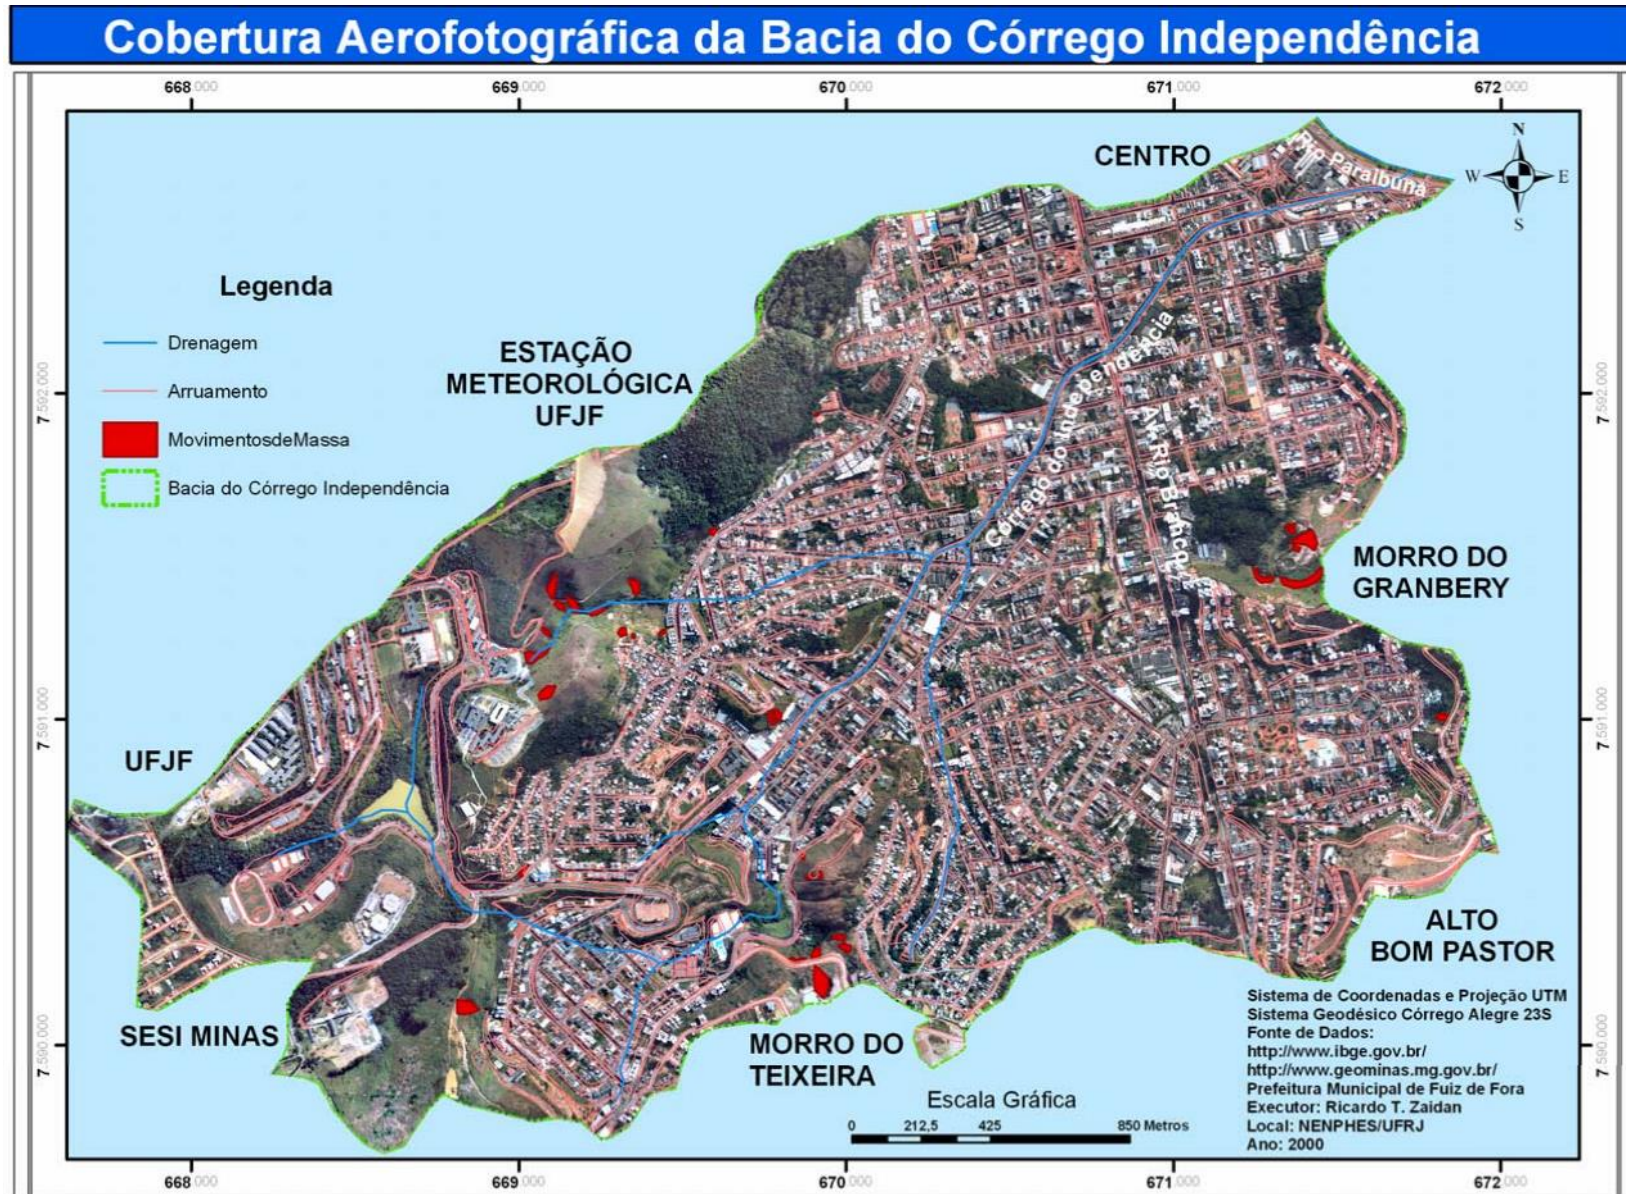 Cobertura Aerofotográfica da Bacia do Córrego Independência
668.000 669.000 670.000 671.000 672.000
CENTRO
Rio Paraibuna
N
W E
S
Legenda
Drenagem
Arruamento
MovimentosdeMassa
Bacia do Córrego Independência
ESTAÇÃO
METEOROLÓGICA
UFJF
7.592.000
7.592.000
Córrego do Independência
Av. Rio Branco
MORRO DO
GRANBERY
7.591.000
7.591.000
UFJF
ALTO
BOM PASTOR
SESI MINAS
MORRO DO
TEIXEIRA
7.590.000
7.590.000
Sistema de Coordenadas e Projeção UTM
Sistema Geodésico Córrego Alegre 23S
Fonte de Dados:
http://www.ibge.gov.br/
http://www.geominas.mg.gov.br/
Prefeitura Municipal de Fuiz de Fora
Executor: Ricardo T. Zaidan
Local: NENPHES/UFRJ
Ano: 2000
Escala Gráfica
0 212,5 425 850 Metros
668.000 669.000 670.000 671.000 672.000